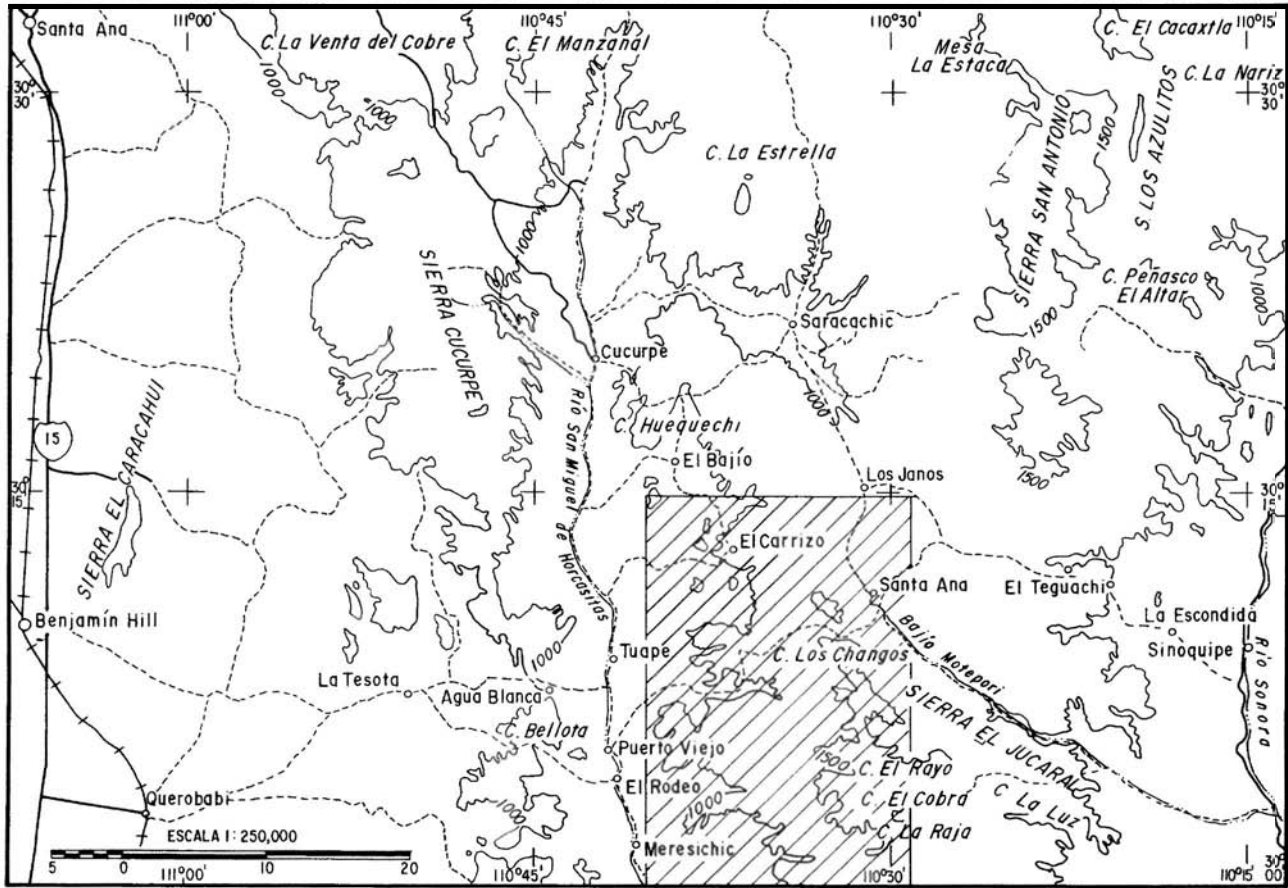 111°00'
110°45'
110°30'
110°15'
Santa Ana
C. La Venta del Cobre
C. El Manzanal
C. El Cacaxtla
Mesa
La Estaca
C. La Nariz
30°
30'
30°
30'
1000
1000
1500
SIERRA SAN ANTONIO
S. LOS AZULITOS
C. La Estrella
1000
SIERRA CUCURPE
C. Peñasco
El Altar
1000
1500
Saracachic
Cucurpe
1000
RÍO San Miguel de Horcasitas
C. Huequechi
15
SIERRA EL CARACAHUI
El Bajío
Los Janos
1500
30°
15'
30°
15'
El Carrizo
Santa Ana
El Teguachi
La Escondida
Sinoquipe
Benjamín Hill
1000
Tuape
C. Los Changos
Bajío Motepori
RÍO Sonora
La Tesota
Agua Blanca
SIERRA EL JUCARAL
C. Bellota
Puerto Viejo
1500
C. El Rayo
El Rodeo
Querobabi
1000
1000
C. El Cobra
C. La Luz
C. La Raja
ESCALA 1:250,000
Meresichic
5 0 10 20
111°00'
110°45'
110°30'
110°15'
30°
00